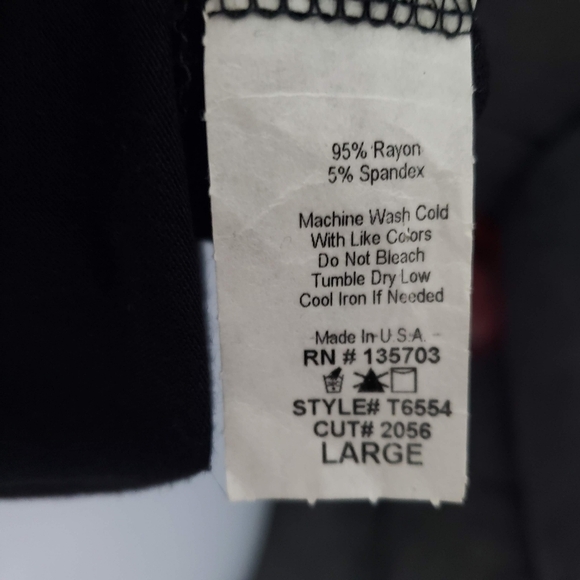 95% Rayon
5% Spandex
Machine Wash Cold
With Like Colors
Do Not Bleach
Tumble Dry Low
Cool Iron If Needed
-Made In U.S.A.-
RN # 135703
STYLE# T6554
CUT# 2056
LARGE